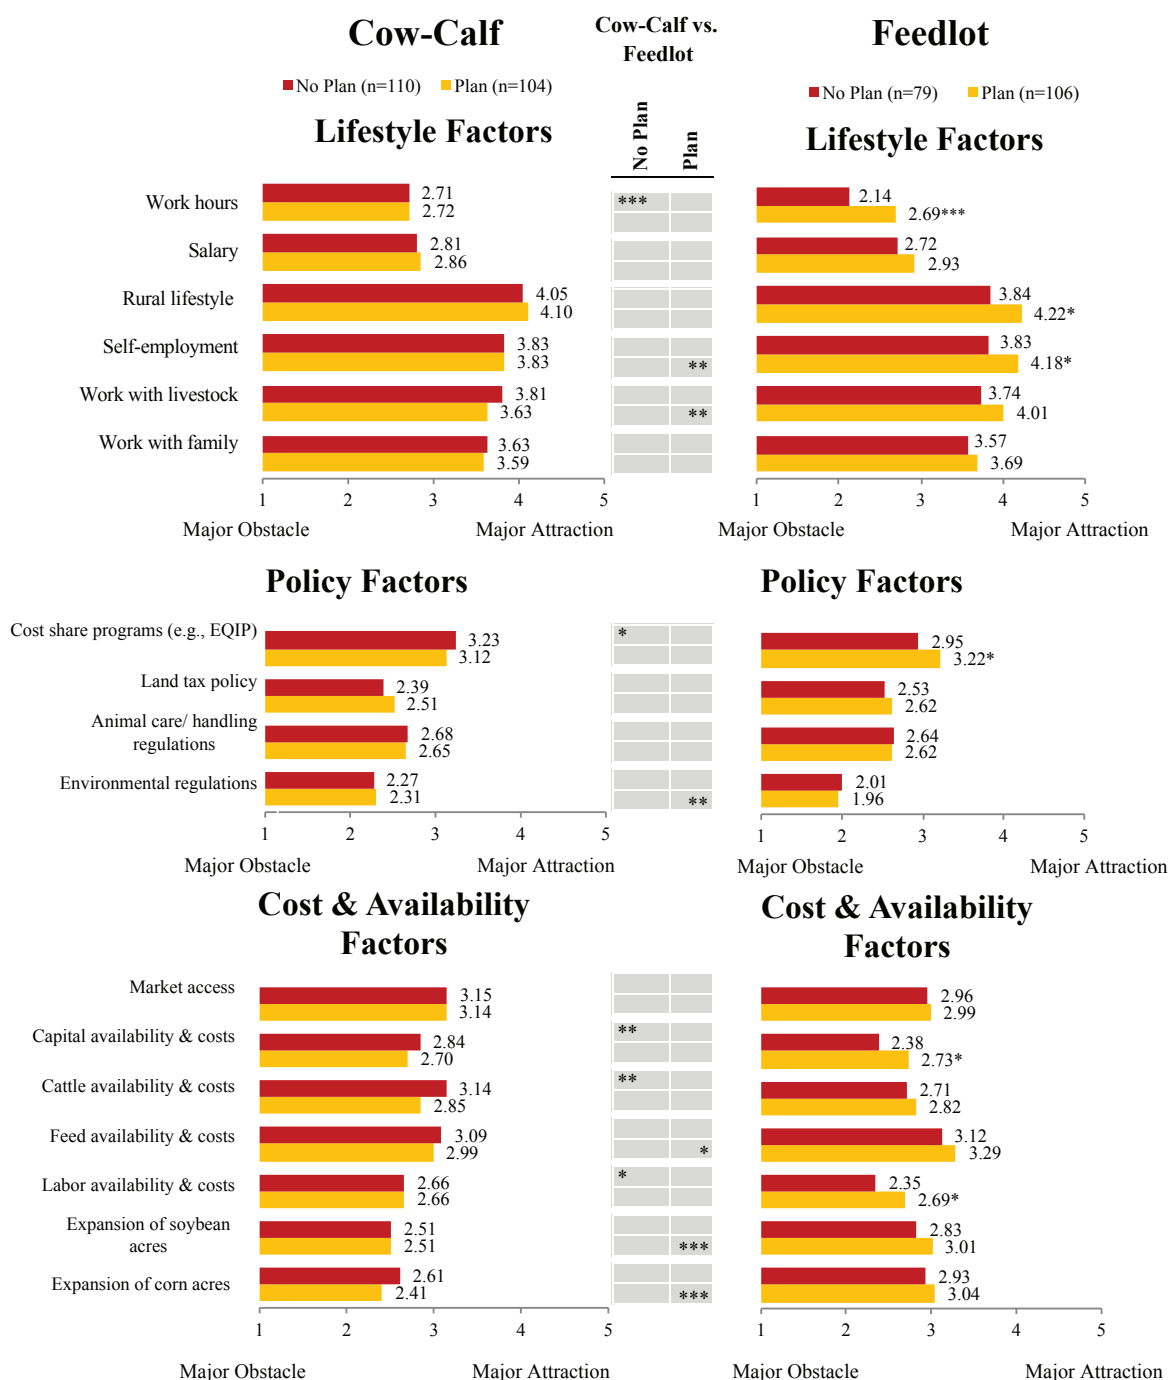 Cow-Calf
Cow-Calf vs.
Feedlot
Feedlot
No Plan (n=110) Plan (n=104)
No Plan
Plan
No Plan (n=79) Plan (n=106)
Lifestyle Factors
Lifestyle Factors
Work hours 2.71 *** 2.14
2.72 2.69***
Salary 2.81 2.72
2.86 2.93
Rural lifestyle 4.05 3.84
4.10 4.22*
Self-employment 3.83 3.83
3.83 ** 4.18*
Work with livestock 3.81 3.74
3.63 ** 4.01
Work with family 3.63 3.57
3.59 3.69
1 2 3 4 5 1 2 3 4 5
Major Obstacle Major Attraction Major Obstacle Major Attraction
Policy Factors Policy Factors
Cost share programs (e.g., EQIP) 3.23 * 2.95
3.12 3.22*
Land tax policy 2.39 2.53
2.51 2.62
Animal care/ handling
regulations 2.68 2.64
2.65 2.62
Environmental regulations 2.27 2.01
2.31 ** 1.96
1 2 3 4 5 1 2 3 4 5
Major Obstacle Major Attraction Major Obstacle Major Attraction
Cost & Availability
Factors
Cost & Availability
Factors
Market access 3.15 2.96
3.14 2.99
Capital availability & costs 2.84 ** 2.38
2.70 2.73*
Cattle availability & costs 3.14 ** 2.71
2.85 2.82
Feed availability & costs 3.09 3.12
2.99 * 3.29
Labor availability & costs 2.66 * 2.35
2.66 2.69*
Expansion of soybean
acres 2.51 2.83
2.51 *** 3.01
Expansion of corn acres 2.61 2.93
2.41 *** 3.04
1 2 3 4 5 1 2 3 4 5
Major Obstacle Major Attraction Major Obstacle Major Attraction